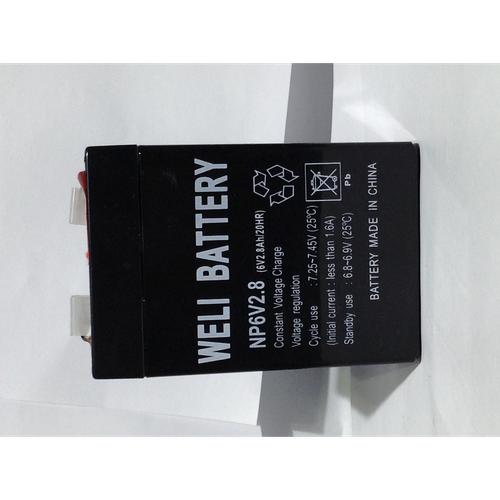 WELI BATTERY
NP6V2.8 (6V2.8Ah/20HR)
Constant Voltage Charge
Voltage regulation
Cycle use : 7.25~7.45V (25℃)
(Initial current : less than 1.6A)
Standby use : 6.8~6.9V (25℃)
Pb
BATTERY MADE IN CHINA